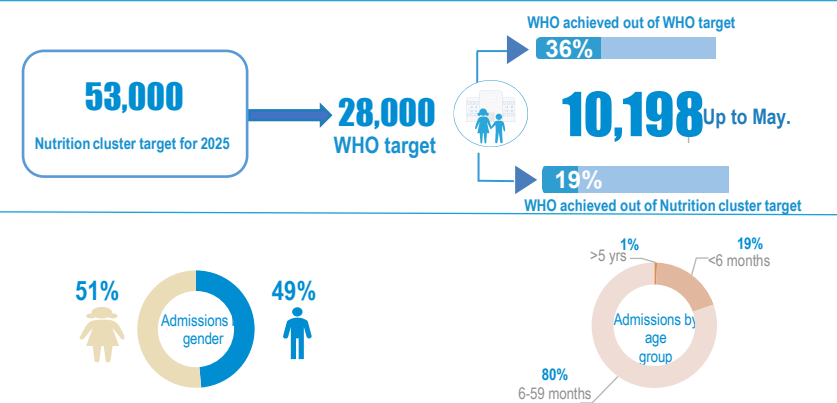 53,000
Nutrition cluster target for 2025
28,000
WHO target
WHO achieved out of WHO target
36%
10,198 Up to May.
19%
WHO achieved out of Nutrition cluster target
51%
Admissions
gender
49%
1%
>5 yrs
19%
<6 months
Admissions by
age
group
80%
6-59 months